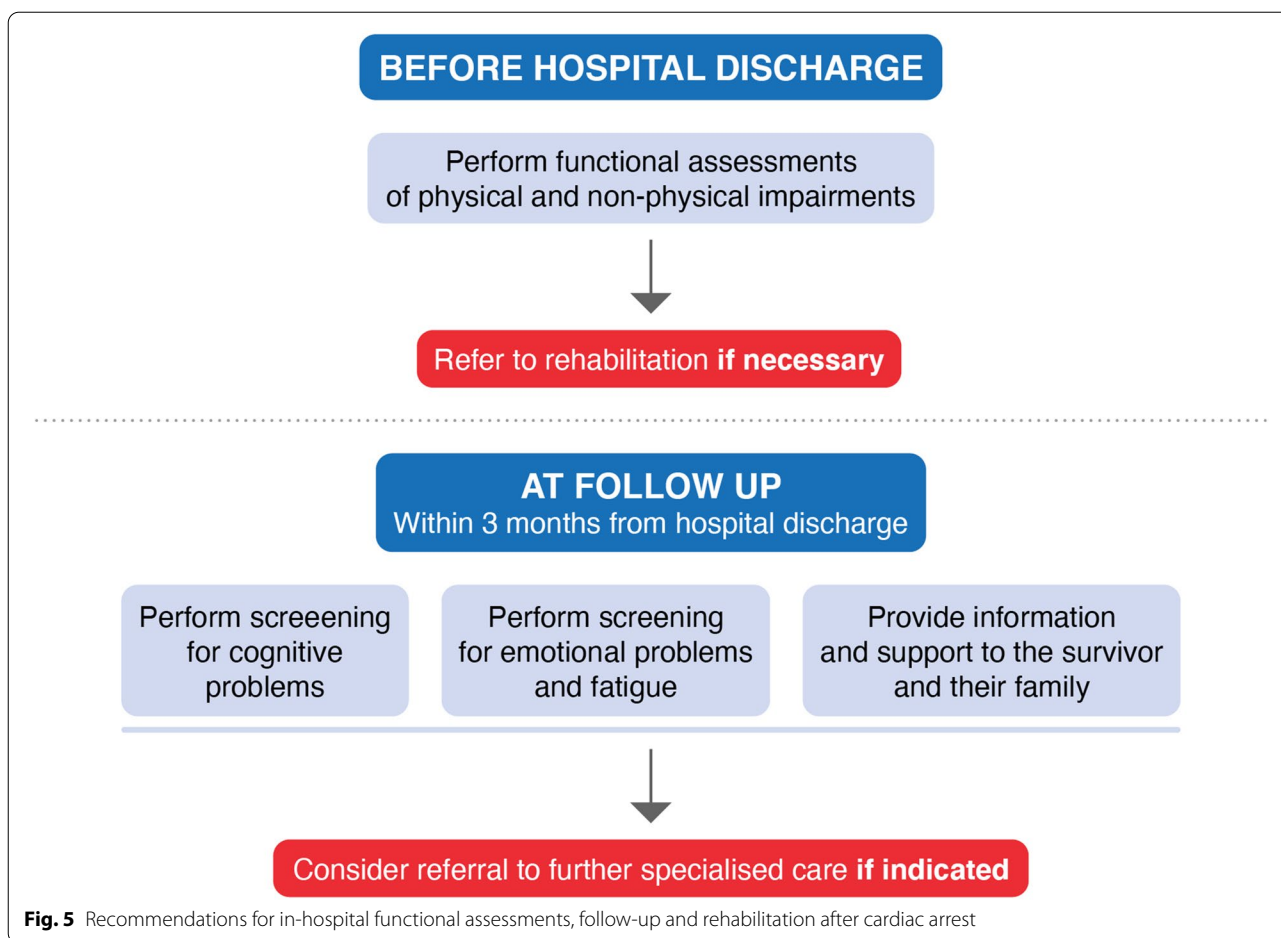 BEFORE HOSPITAL DISCHARGE
Perform functional assessments
of physical and non-physical impairments
Refer to rehabilitation if necessary
AT FOLLOW UP
Within 3 months from hospital discharge
Perform screeening
for cognitive
problems
Perform screening
for emotional problems
and fatigue
Provide information
and support to the survivor
and their family
Consider referral to further specialised care if indicated
Fig. 5 Recommendations for in-hospital functional assessments, follow-up and rehabilitation after cardiac arrest